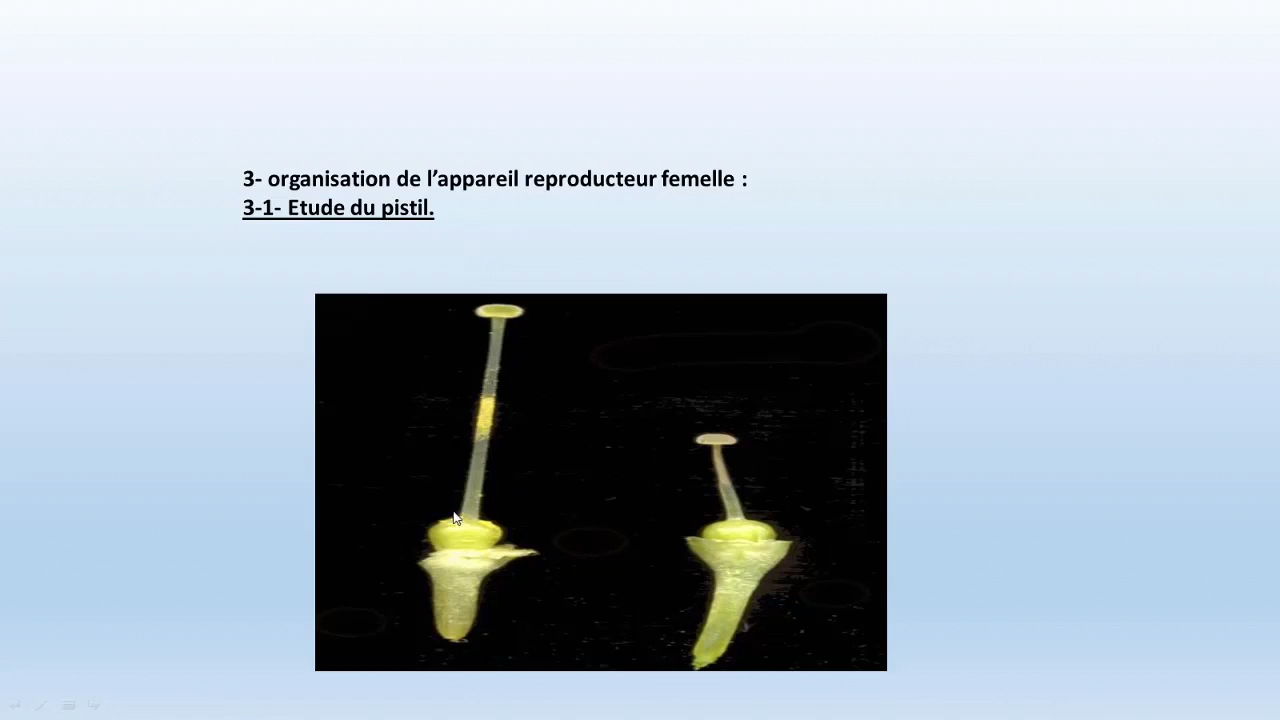 3- organisation de l’appareil reproducteur femelle :
3-1- Etude du pistil.